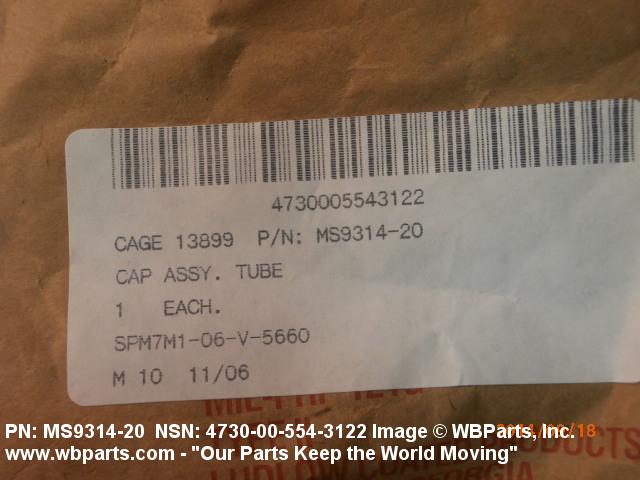 4730005543122
CAGE 13899 P/N: MS9314-20
CAP ASSY. TUBE
1 EACH.
SPM7M1-06-V-5660
M 10 11/06
PN: MS9314-20 NSN: 4730-00-554-3122 Image © WBParts, Inc.
www.wbparts.com - "Our Parts Keep the World Moving"